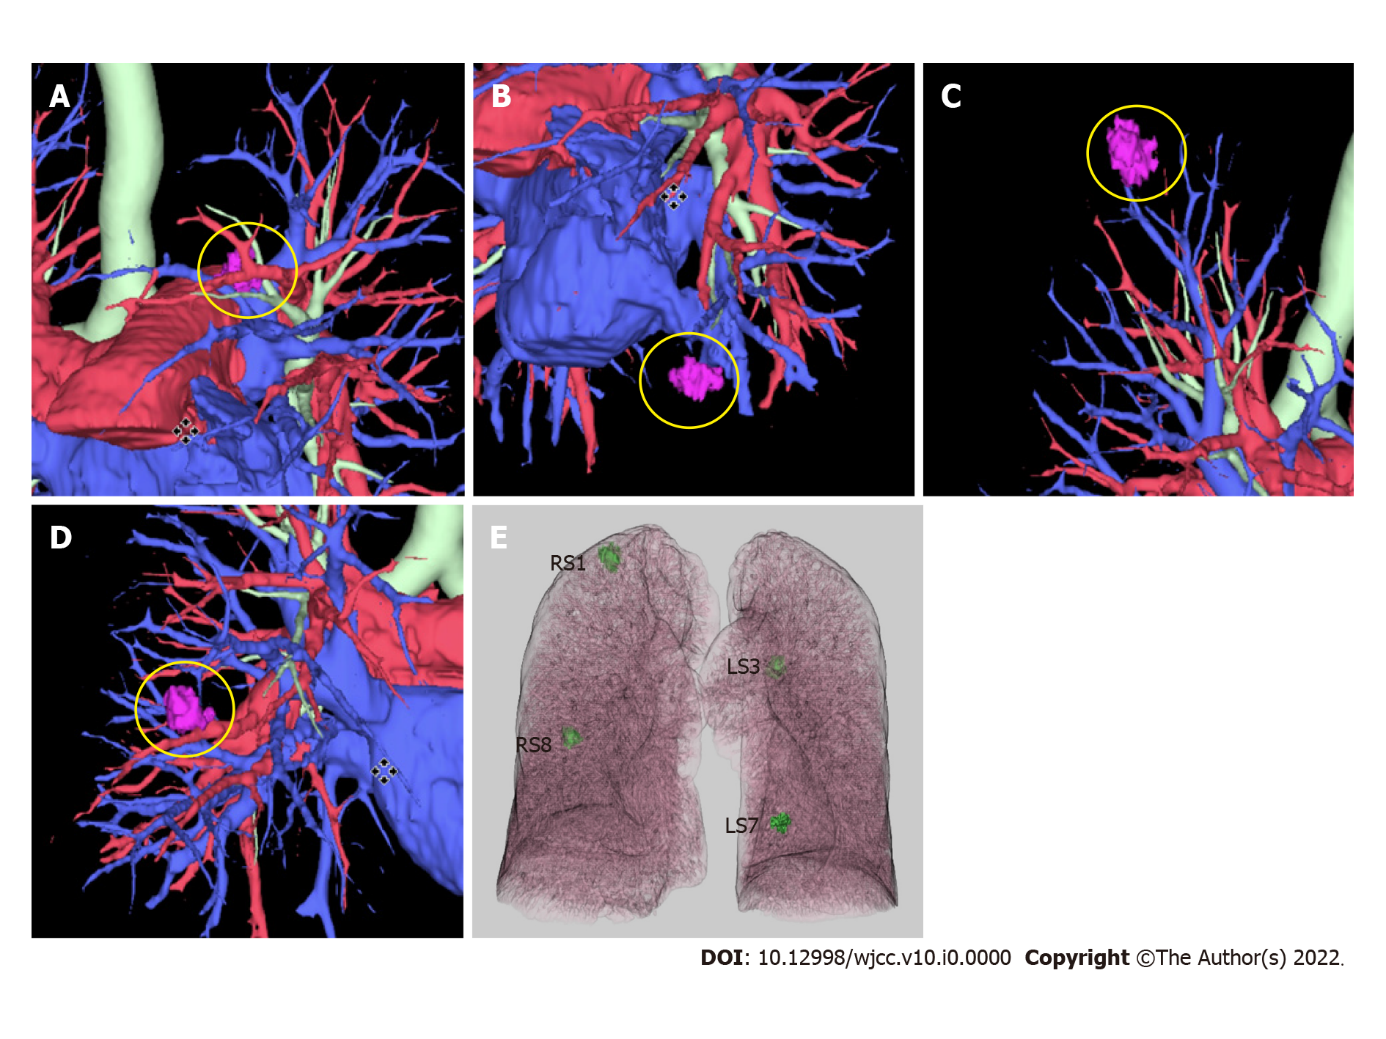 A
B
C
D
E
RS1
LS3
RS8
LS7
DOI: 10.12998/wjcc.v10.i0.0000 Copyright ©The Author(s) 2022.